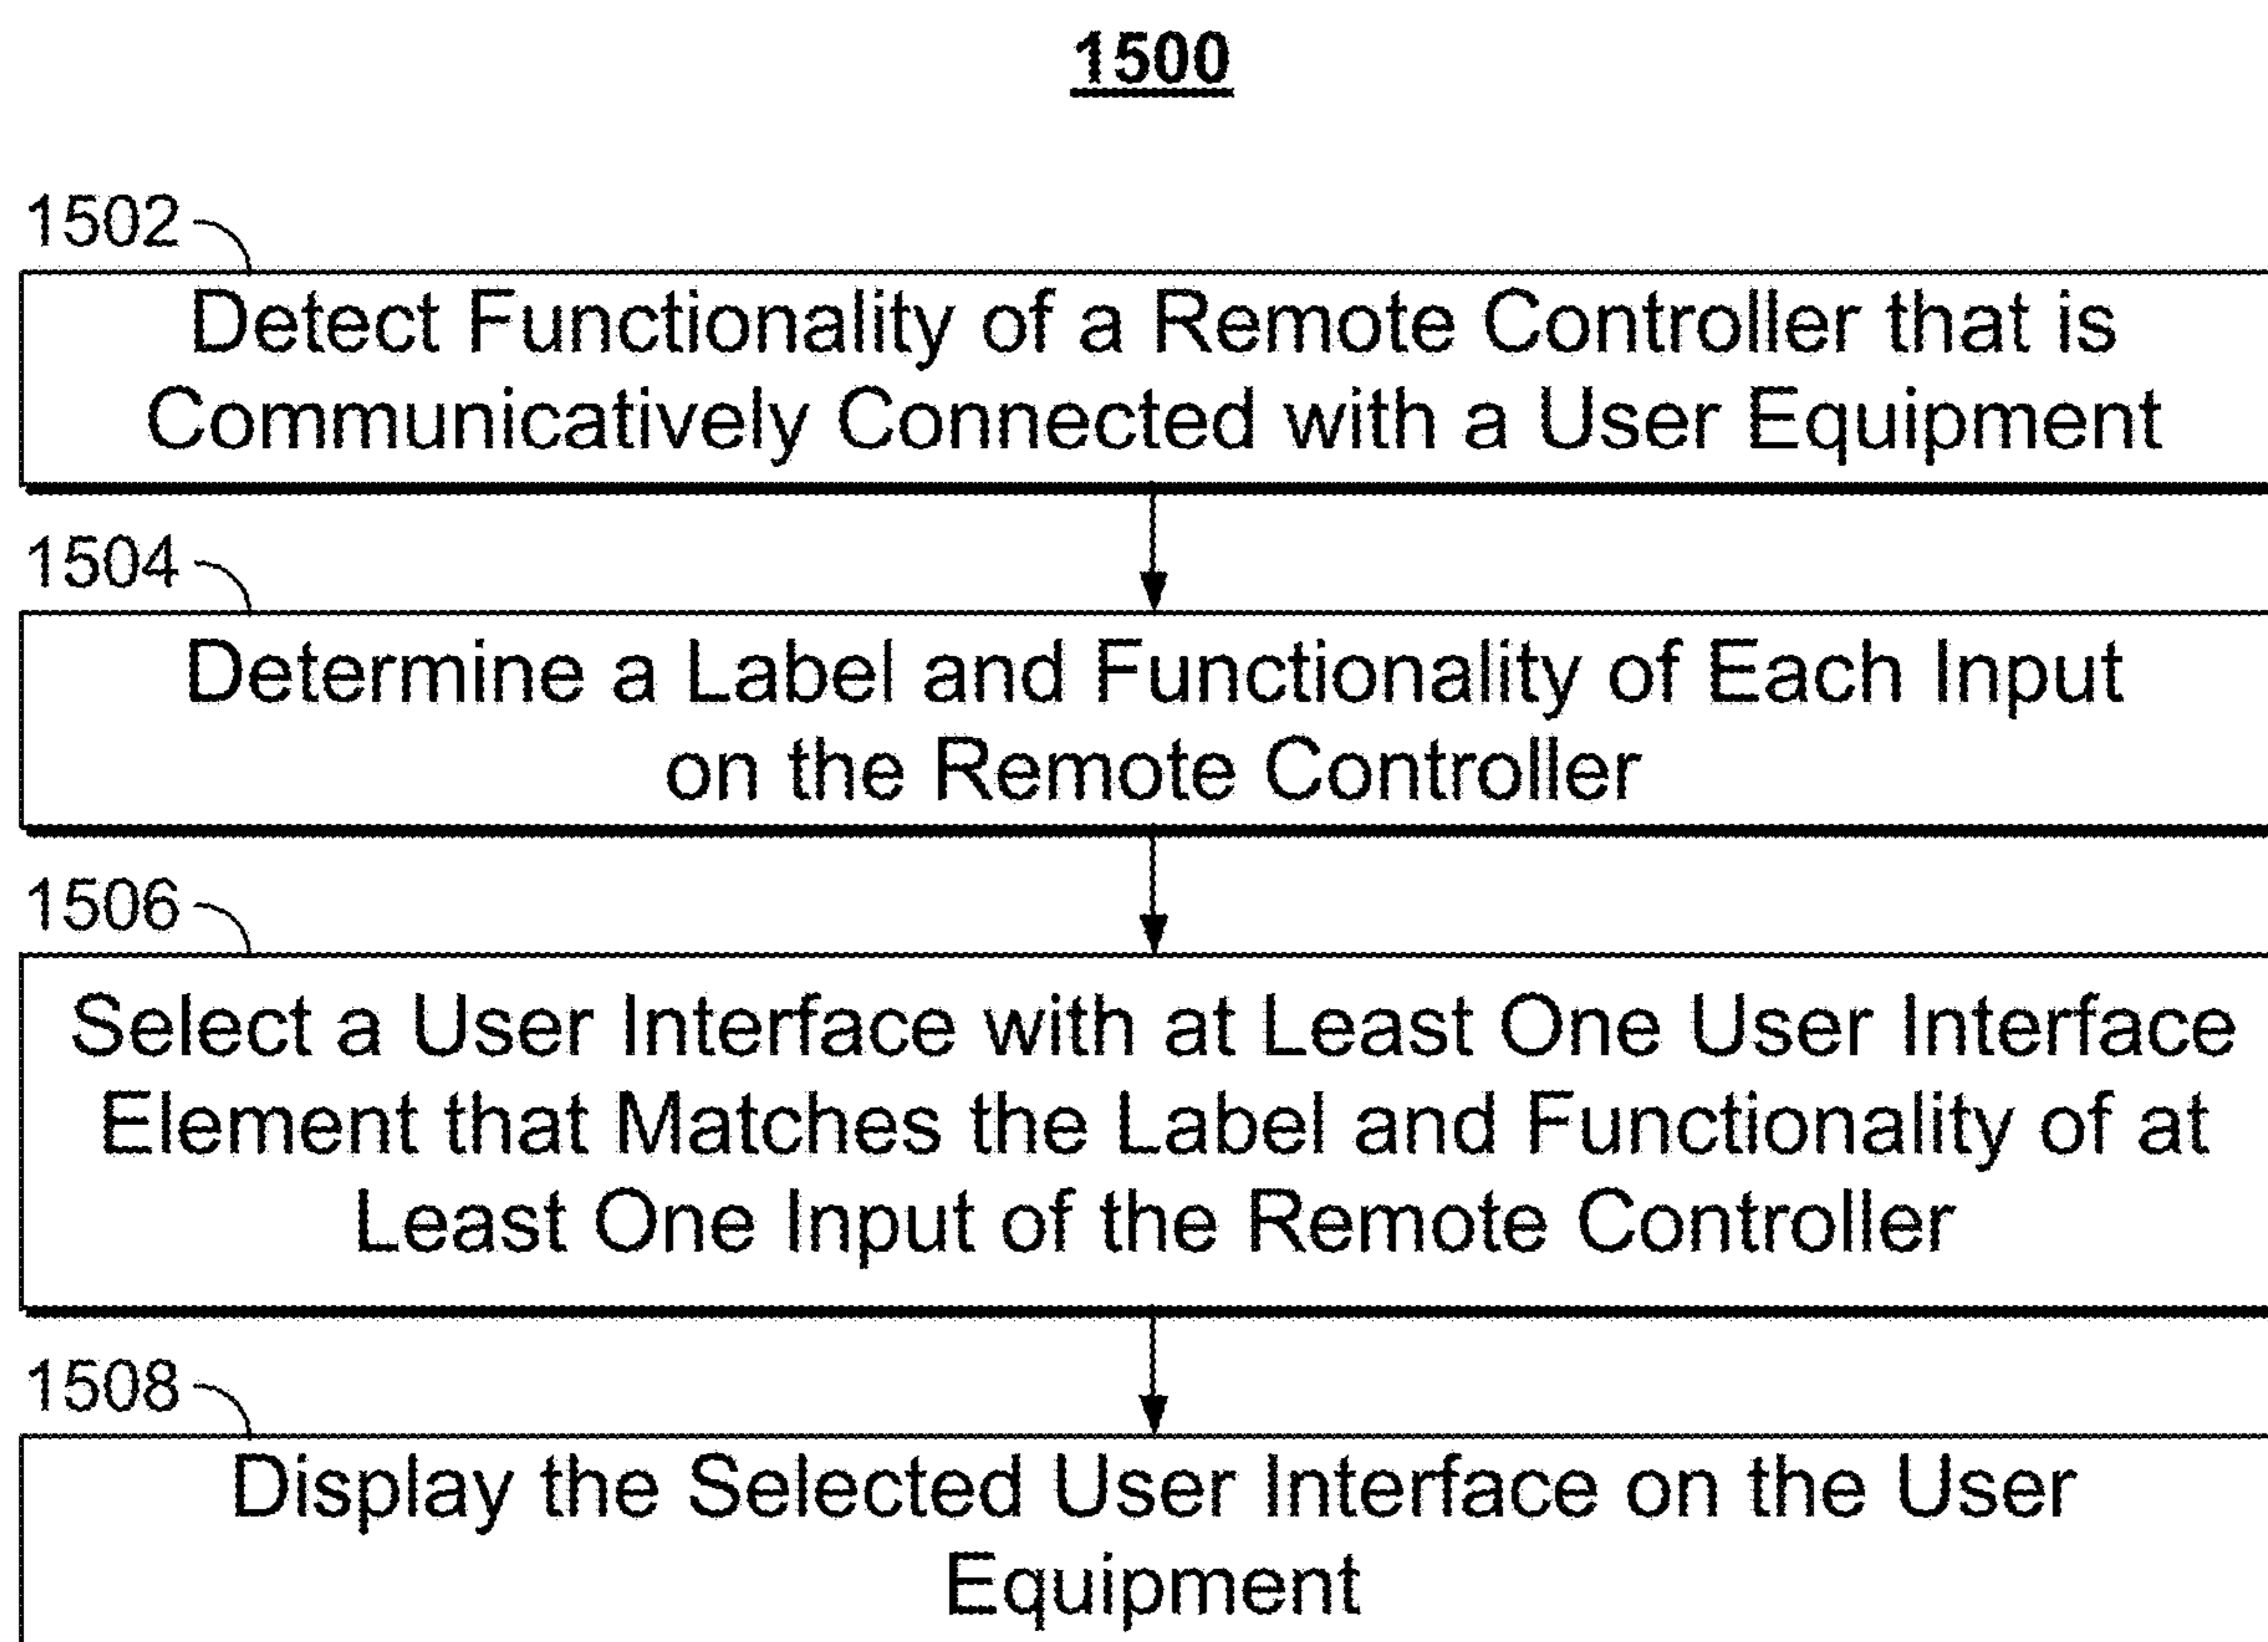 1500
1502
Detect Functionality of a Remote Controller that is
Communicatively Connected with a User Equipment
1504
Determine a Label and Functionality of Each Input
on the Remote Controller
1506
Select a User Interface with at Least One User Interface
Element that Matches the Label and Functionality of at
Least One Input of the Remote Controller
1508
Display the Selected User Interface on the User
Equipment